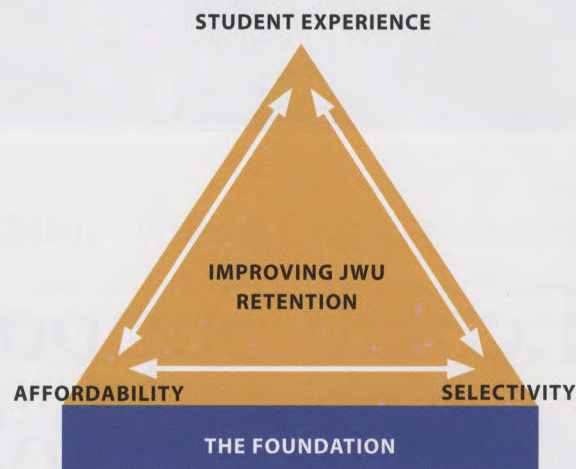 STUDENT EXPERIENCE
IMPROVING JWU
RETENTION
AFFORDABILITY
SELECTIVITY
THE FOUNDATION